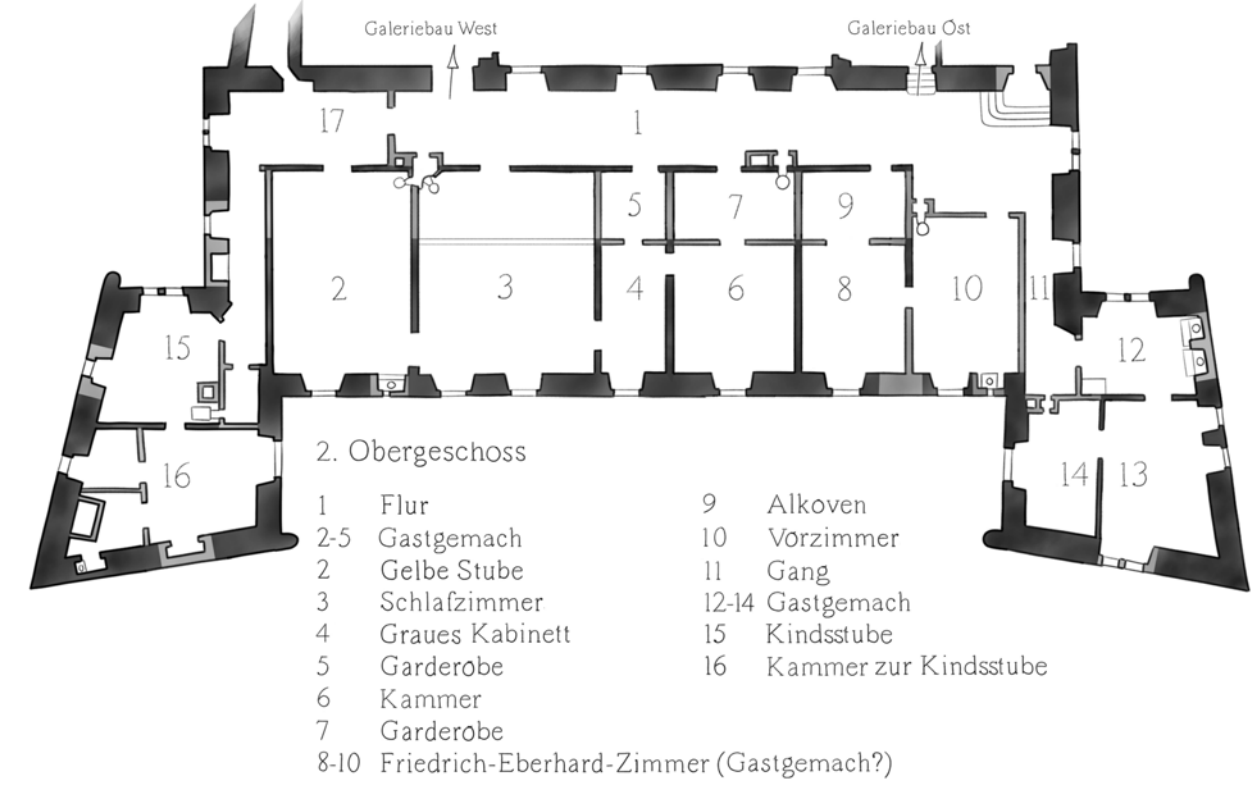 Galeriebau West
Galeriebau Ost
17
1
5
7
9
2
3
4
6
8
10
11
15
12
16
14
13
2. Obergeschoss
1 Flur
2-5 Gastgemach
2 Gelbe Stube
3 Schlafzimmer
4 Graues Kabinett
5 Garderobe
6 Kammer
7 Garderobe
8-10 Friedrich-Eberhard-Zimmer (Gastgemach?)
9 Alkoven
10 Vorzimmer
11 Gang
12-14 Gastgemach
15 Kindsstube
16 Kammer zur Kindsstube